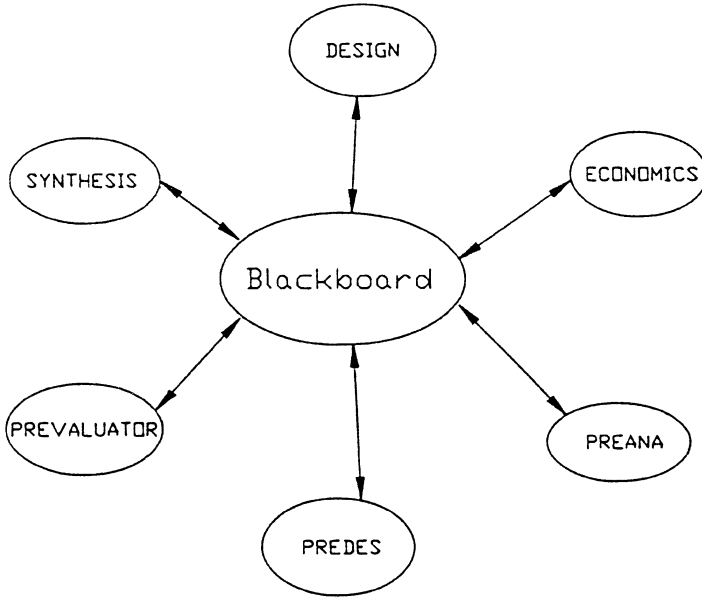 DESIGN
SYNTHESIS
ECONOMICS
Blackboard
PREVALUATOR
PREANA
PREDES